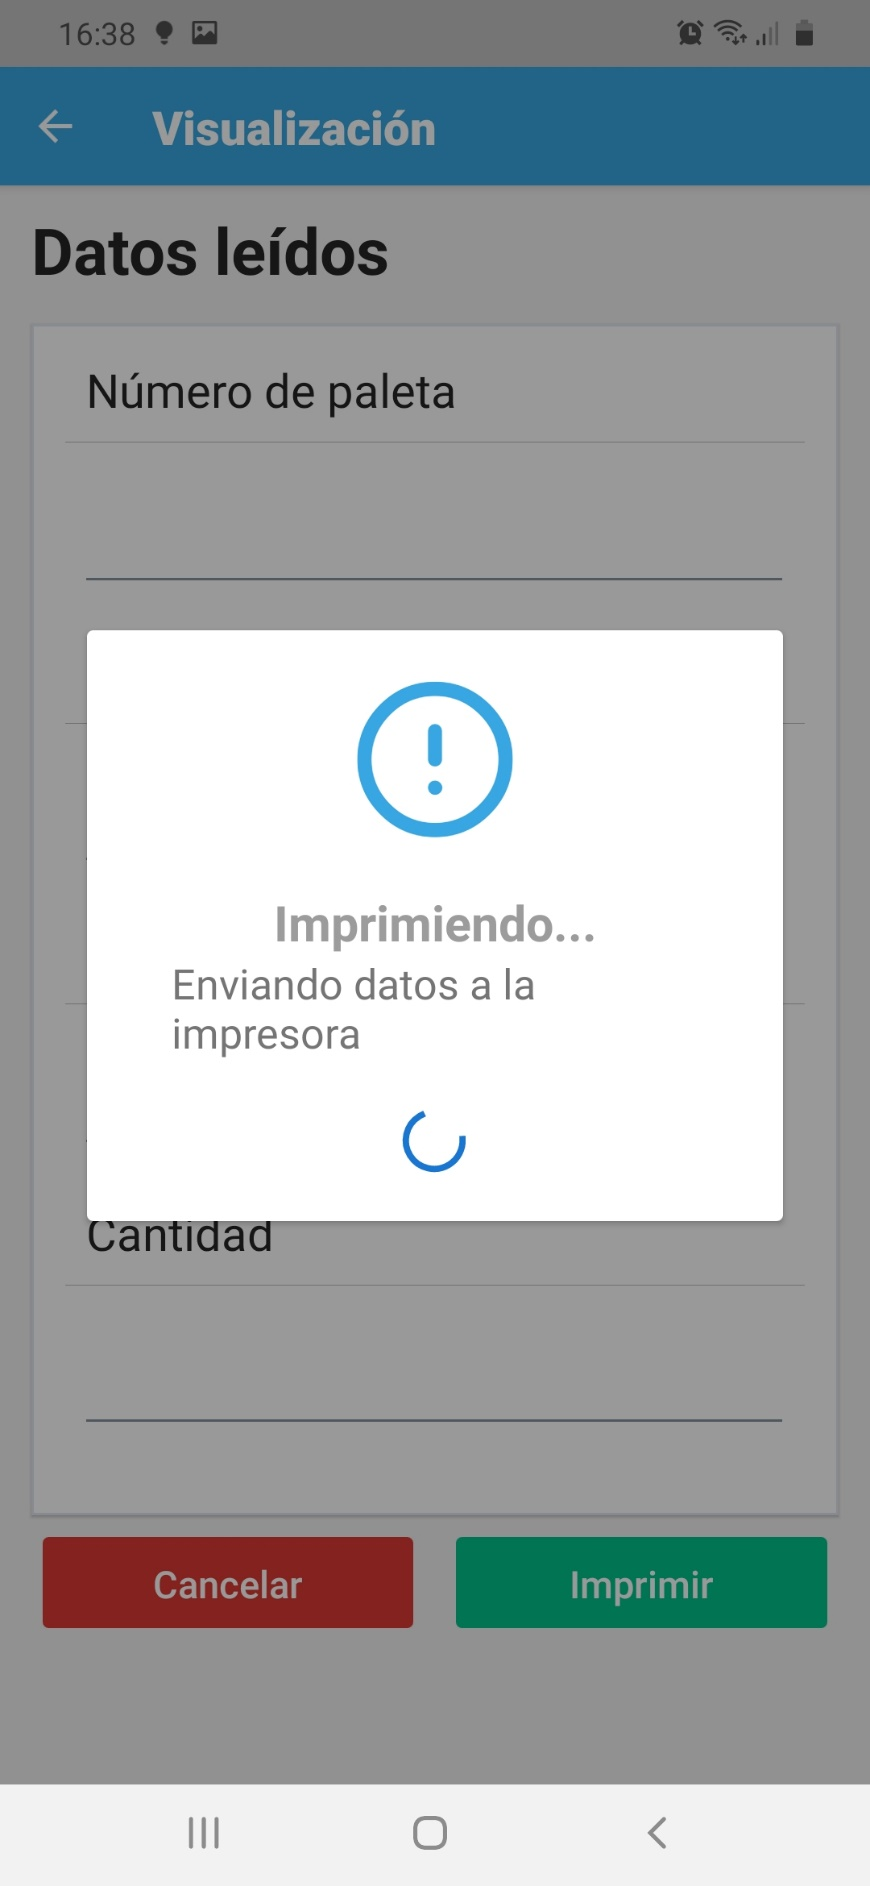 16:38
Visualización
Datos leídos
Número de paleta
Imprimiendo...
Enviando datos a la
impresora
Cantidad
Cancelar
Imprimir